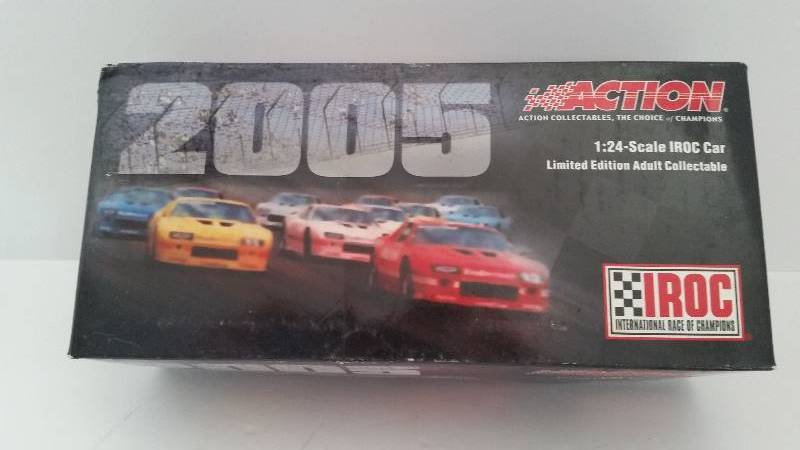 2005
ACTION
ACTION COLLECTABLES, THE CHOICE of CHAMPIONS
1:24-Scale IROC Car
Limited Edition Adult Collectable
IROC
INTERNATIONAL RACE OF CHAMPIONS